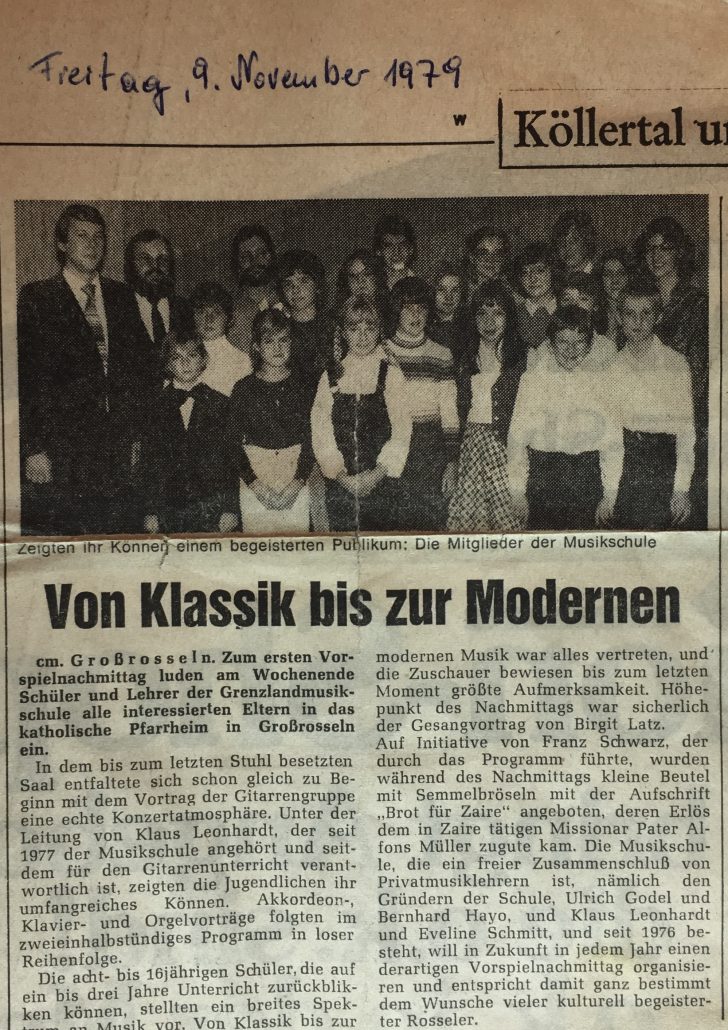 Freitag, 9. November 1979
w
Köllertal u
Zeigten ihr Können einem begeisterten Publikum: Die Mitglieder der Musikschule
Von Klassik bis zur Modernen
cm. Großrosseln. Zum ersten Vor-
spielnachmittag luden am Wochenende
Schüler und Lehrer der Grenzlandmusik-
schule alle interessierten Eltern in das
katholische Pfarrheim in Großrosseln
ein.
In dem bis zum letzten Stuhl besetzten
Saal entfaltete sich schon gleich zu Be-
ginn mit dem Vortrag der Gitarrengruppe
eine echte Konzertatmosphäre. Unter der
Leitung von Klaus Leonhardt, der seit
1977 der Musikschule angehört und seit-
dem für den Gitarrenunterricht verant-
wortlich ist, zeigten die Jugendlichen ihr
umfangreiches Können. Akkordeon-,
Klavier- und Orgelvorträge folgten im
zweieinhalbstündiges Programm in loser
Reihenfolge.
Die acht- bis 16jährigen Schüler, die auf
ein bis drei Jahre Unterricht zurückblik-
ken können, stellten ein breites Spek-
trum an Musik vor. Von Klassik bis zur
modernen Musik war alles vertreten, und
die Zuschauer bewiesen bis zum letzten
Moment größte Aufmerksamkeit. Höhe-
punkt des Nachmittags war sicherlich
der Gesangvortrag von Birgit Latz.
Auf Initiative von Franz Schwarz, der
durch das Programm führte, wurden
während des Nachmittags kleine Beutel
mit Semmelbröseln mit der Aufschrift
„Brot für Zaire“ angeboten, deren Erlös
dem in Zaire tätigen Missionar Pater Al-
fons Müller zugute kam. Die Musikschu-
le, die ein freier Zusammenschluß von
Privatmusiklehrern ist, nämlich den
Gründern der Schule, Ulrich Godel und
Bernhard Hayo, und Klaus Leonhardt
und Eveline Schmitt, und seit 1976 be-
steht, will in Zukunft in jedem Jahr einen
derartigen Vorspielnachmittag organisie-
ren und entspricht damit ganz bestimmt
dem Wunsche vieler kulturell begeister-
ter Rosseler.